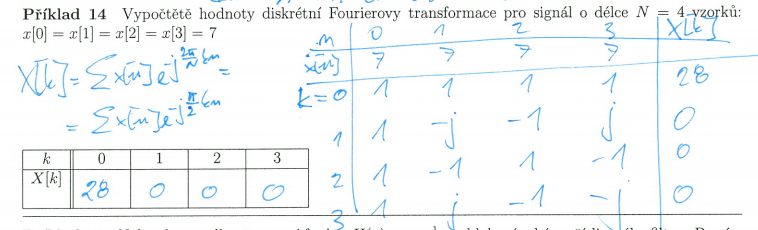 Příklad 14 Vypočtětě hodnoty diskrétní Fourierovy transformace pro signál o délce N = 4 vzorků:
x[0] = x[1] = x[2] = x[3] = 7
X[k] = ∑ x[n] e^{-j 2π/N kn} =
= ∑ x[n] e^{-j π/2 kn}
n 0 1 2 3 X[k]
x[n] 7 7 7 7
k=0 1 1 1 1 28
1 1 -j -1 j 0
2 1 -1 1 -1 0
3 1 j -1 -j 0
k 0 1 2 3
X[k] 28 0 0 0